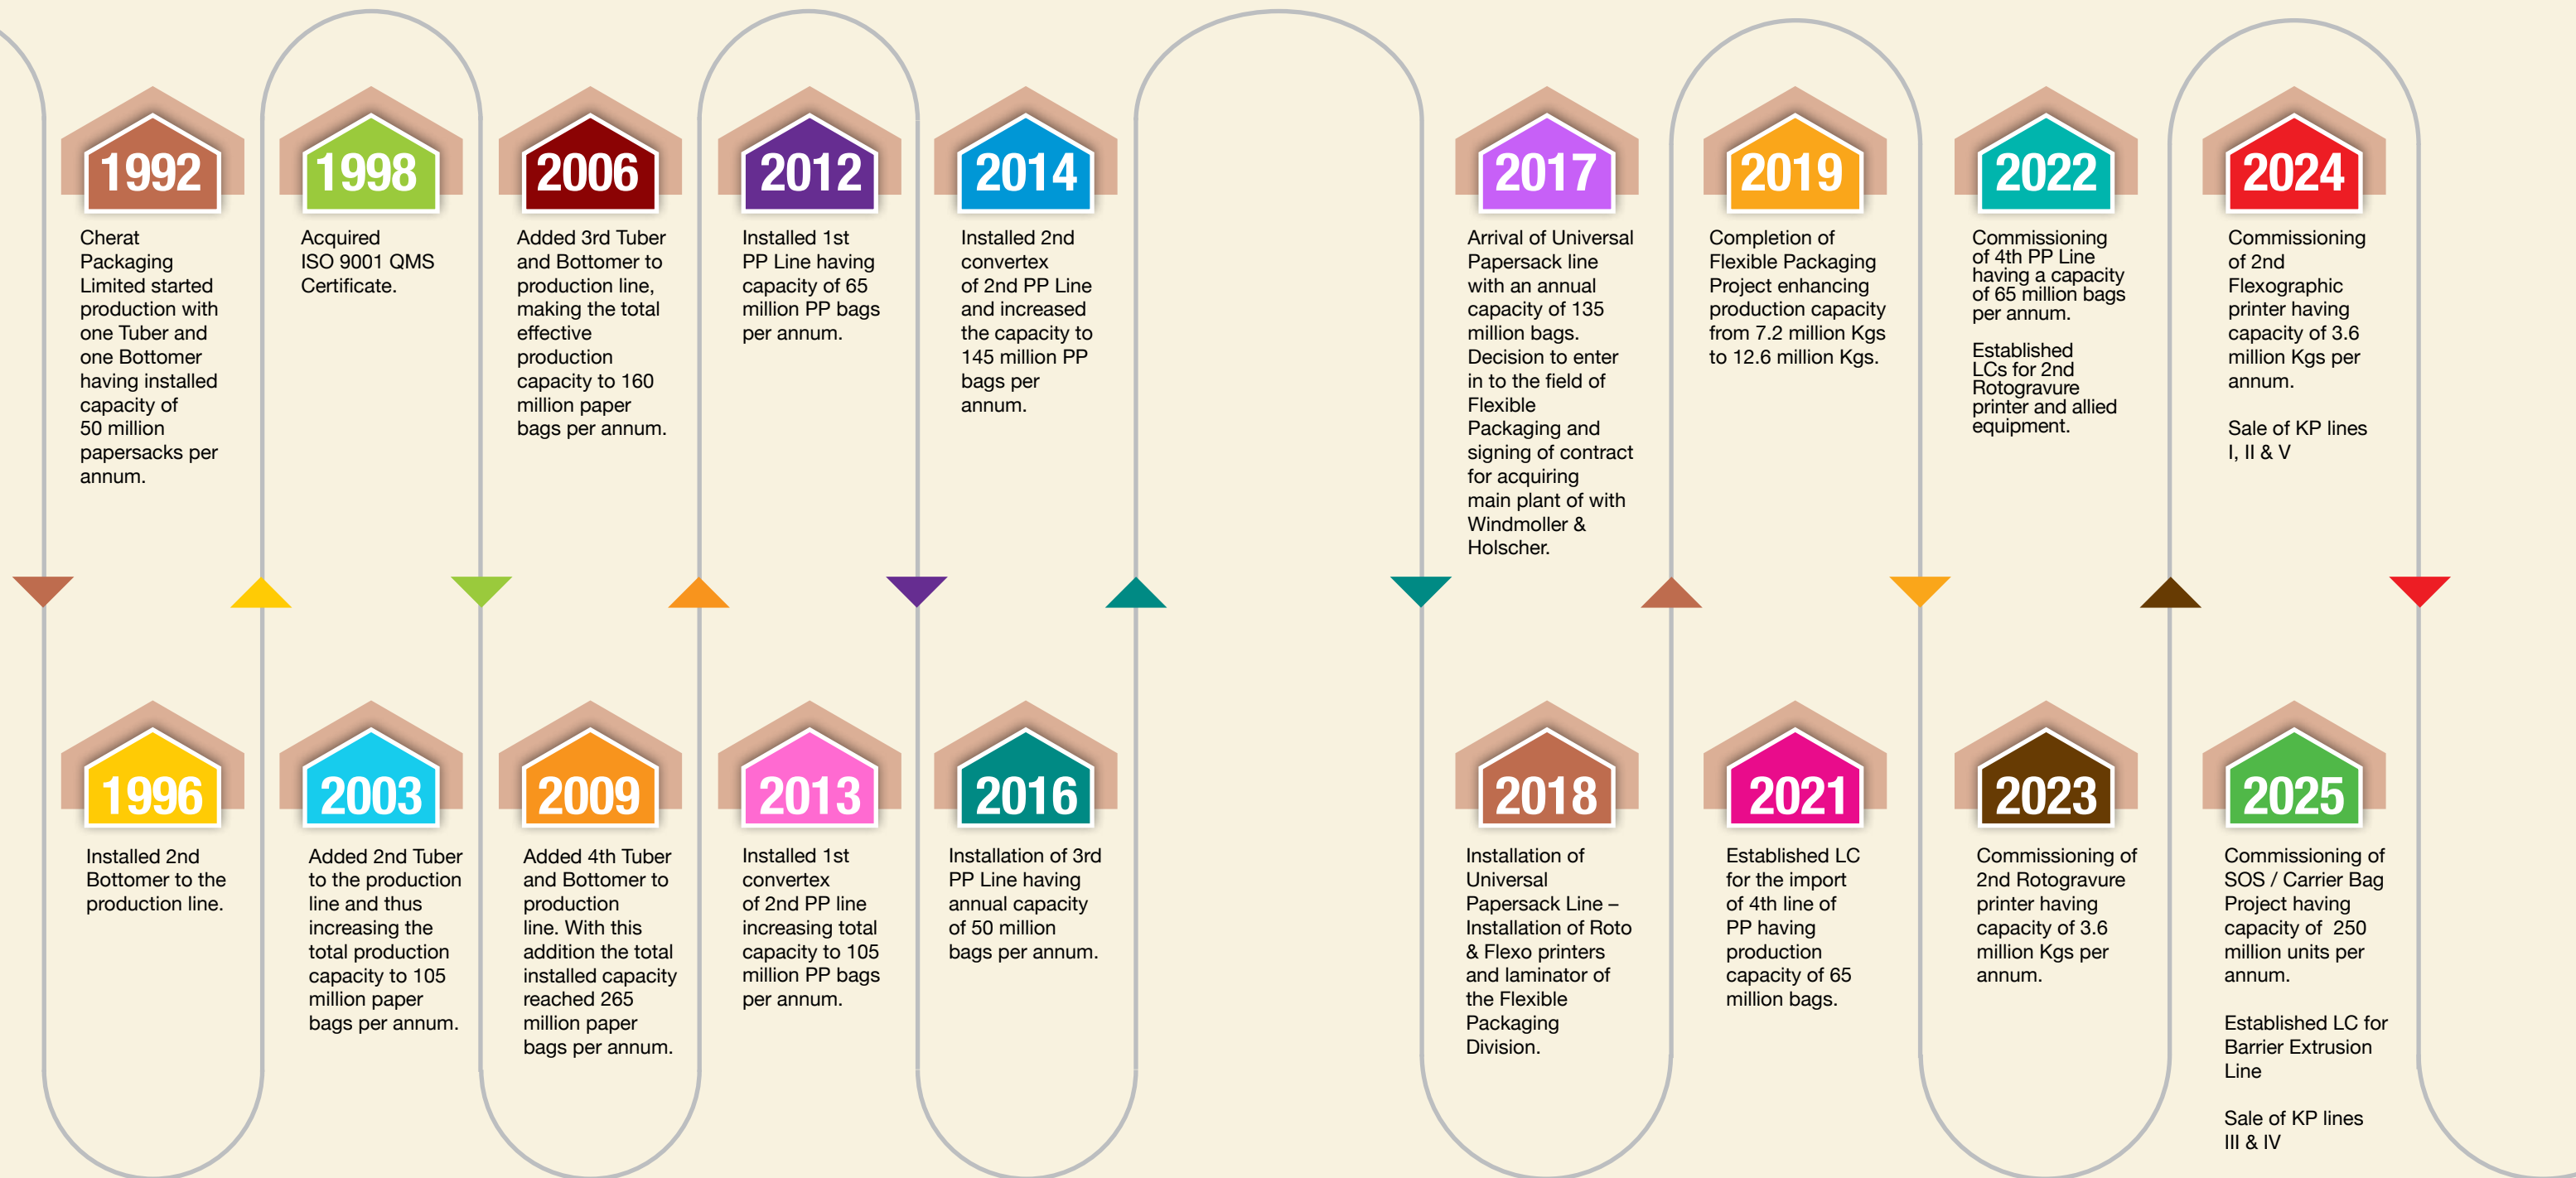 1992
Cherat
Packaging
Limited started
production with
one Tuber and
one Bottomer
having installed
capacity of
50 million
papersacks per
annum.
1996
Installed 2nd
Bottomer to the
production line.
1998
Acquired
ISO 9001 QMS
Certificate.
2003
Added 2nd Tuber
to the production
line and thus
increasing the
total production
capacity to 105
million paper
bags per annum.
2006
Added 3rd Tuber
and Bottomer to
production line,
making the total
effective
production
capacity to 160
million paper
bags per annum.
2009
Added 4th Tuber
and Bottomer to
production
line. With this
addition the total
installed capacity
reached 265
million paper
bags per annum.
2012
Installed 1st
PP Line having
capacity of 65
million PP bags
per annum.
2013
Installed 1st
convertex
of 2nd PP line
increasing total
capacity to 105
million PP bags
per annum.
2014
Installed 2nd
convertex
of 2nd PP Line
and increased
the capacity to
145 million PP
bags per
annum.
2016
Installation of 3rd
PP Line having
annual capacity
of 50 million
bags per annum.
2017
Arrival of Universal
Papersack line
with an annual
capacity of 135
million bags.
Decision to enter
in to the field of
Flexible
Packaging and
signing of contract
for acquiring
main plant of with
Windmoller &
Holscher.
2018
Installation of
Universal
Papersack Line –
Installation of Roto
& Flexo printers
and laminator of
the Flexible
Packaging
Division.
2019
Completion of
Flexible Packaging
Project enhancing
production capacity
from 7.2 million Kgs
to 12.6 million Kgs.
2021
Established LC
for the import
of 4th line of
PP having
production
capacity of 65
million bags.
2022
Commissioning
of 4th PP Line
having a capacity
of 65 million bags
per annum.
Established
LCs for 2nd
Rotogravure
printer and allied
equipment.
2023
Commissioning of
2nd Rotogravure
printer having
capacity of 3.6
million Kgs per
annum.
2024
Commissioning
of 2nd
Flexographic
printer having
capacity of 3.6
million Kgs per
annum.
Sale of KP lines
I, II & V
2025
Commissioning of
SOS / Carrier Bag
Project having
capacity of  250
million units per
annum.
Established LC for
Barrier Extrusion
Line
Sale of KP lines
III & IV